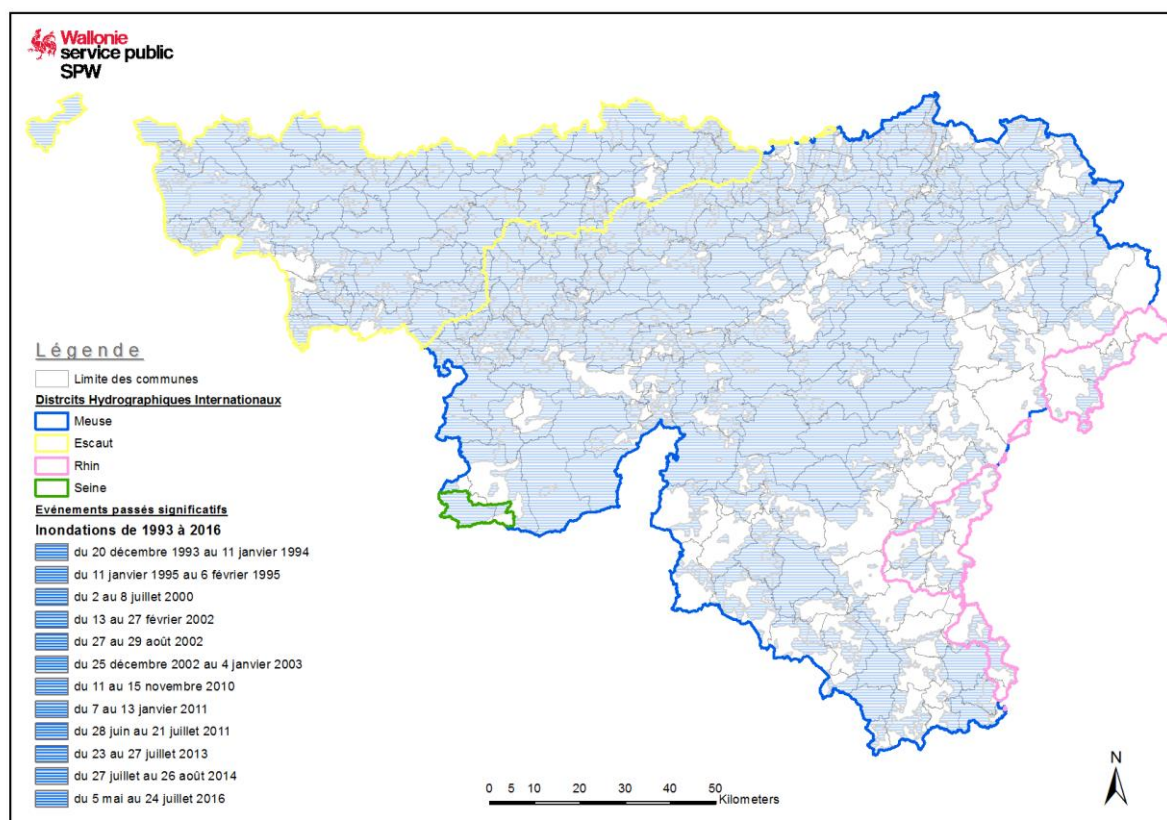 Wallonie
service public
SPW
Légende
Limite des communes
Distrcits Hydrographiques Internationaux
Meuse
Escaut
Rhin
Seine
Evénements passés significatifs
Inondations de 1993 à 2016
du 20 décembre 1993 au 11 janvier 1994
du 11 janvier 1995 au 6 février 1995
du 2 au 8 juillet 2000
du 13 au 27 février 2002
du 27 au 29 août 2002
du 25 décembre 2002 au 4 janvier 2003
du 11 au 15 novembre 2010
du 7 au 13 janvier 2011
du 28 juin au 21 juillet 2011
du 23 au 27 juillet 2013
du 27 juillet au 26 août 2014
du 5 mai au 24 juillet 2016
0 5 10 20 30 40 50
Kilometers
N